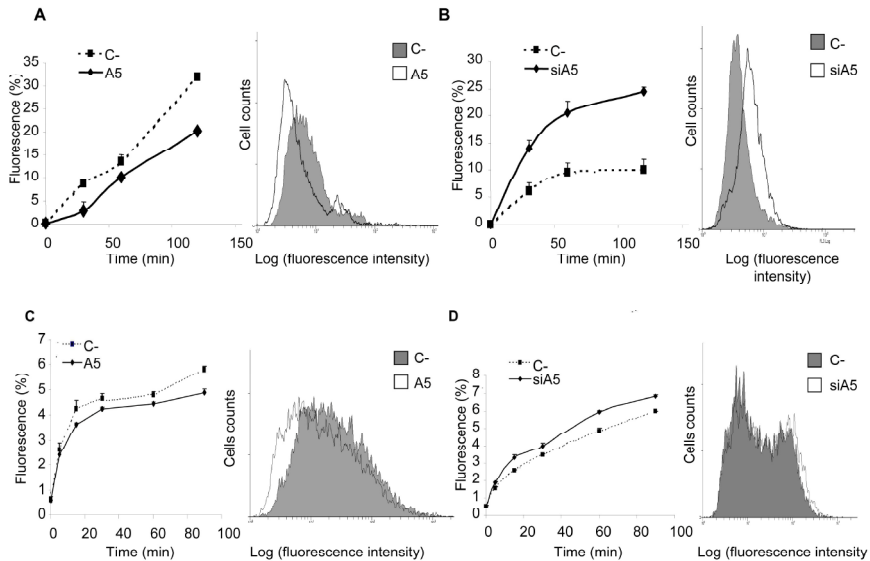 A
C-
A5
35
30
25
20
15
10
5
0
Fluorescence (%)
0 50 100 150
Time (min)
C-
A5
Cell counts
Log (fluorescence intensity)
B
C-
siA5
30
25
20
15
10
5
0
Fluorescence (%)
0 50 100 150
Time (min)
C-
siA5
Cell counts
Log (fluorescence
intensity)
C
C-
A5
7
6
5
4
3
2
1
0
Fluorescence (%)
0 20 40 60 80 100
Time (min)
C-
A5
Cells counts
Log (fluorescence intensity)
D
C-
siA5
8
7
6
5
4
3
2
1
0
Fluorescence (%)
0 20 40 60 80 100
Time (min)
C-
siA5
Cell counts
Log (fluorescence intensity